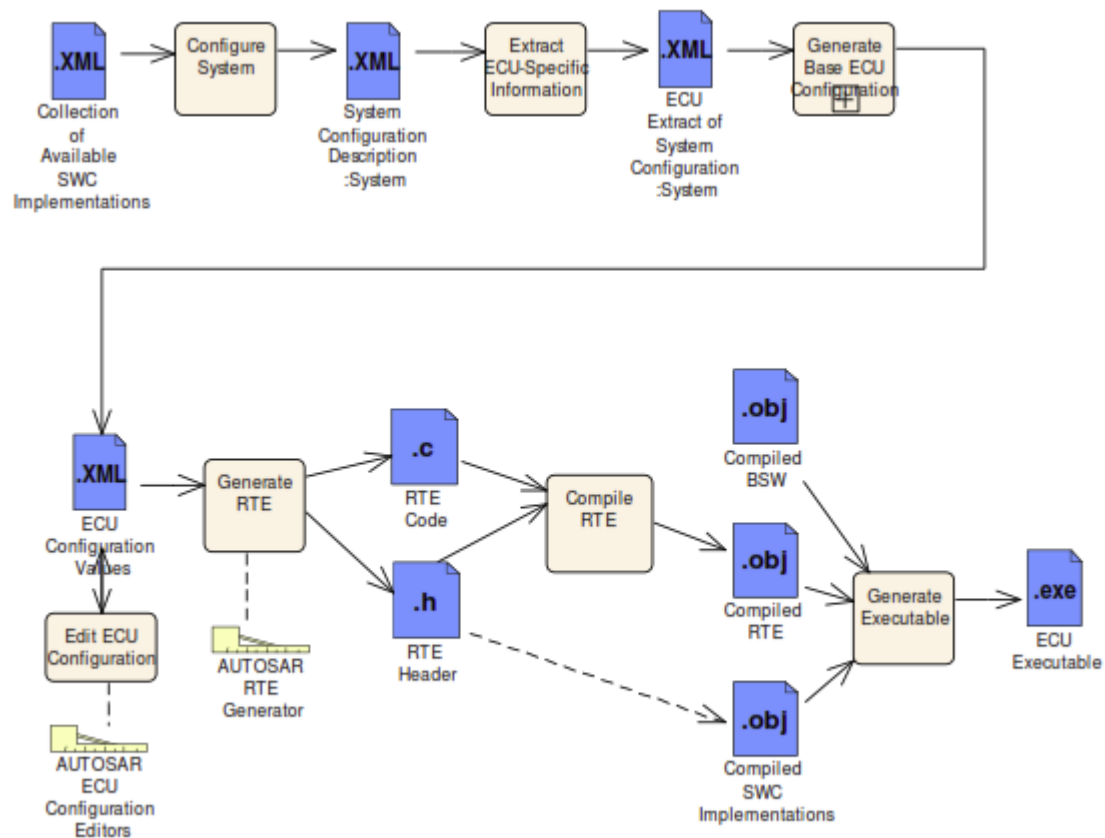 .XML
Collection
of
Available
SWC
Implementations
Configure
System
.XML
System
Configuration
Description
:System
Extract
ECU-Specific
Information
.XML
ECU
Extract of
System
Configuration
:System
Generate
Base ECU
Configuration
.XML
ECU
Configuration
Values
Edit ECU
Configuration
AUTOSAR
ECU
Configuration
Editors
Generate
RTE
AUTOSAR
RTE
Generator
.c
RTE
Code
.h
RTE
Header
Compile
RTE
.obj
Compiled
BSW
.obj
Compiled
RTE
.obj
Compiled
SWC
Implementations
Generate
Executable
.exe
ECU
Executable